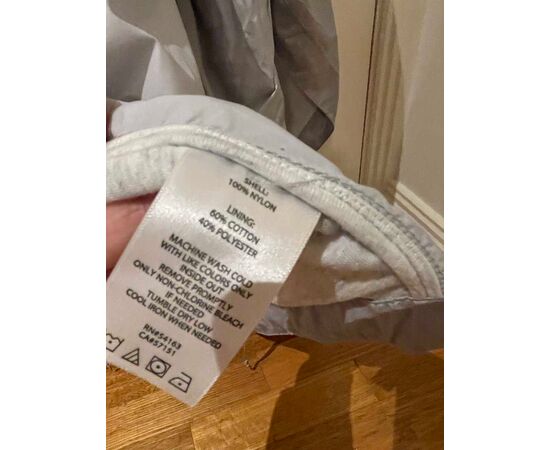 SHELL:
100% NYLON
LINING:
60% COTTON
40% POLYESTER
MACHINE WASH COLD
WITH LIKE COLORS ONLY
INSIDE OUT
REMOVE PROMPTLY
ONLY NON-CHLORINE BLEACH
IF NEEDED
TUMBLE DRY LOW
COOL IRON WHEN NEEDED
RN#54163
CA#57151